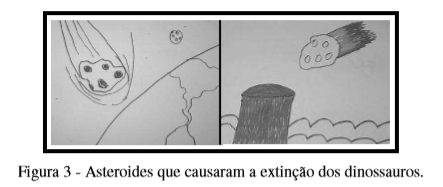 Figura 3 - Asteroides que causaram a extinção dos dinossauros.